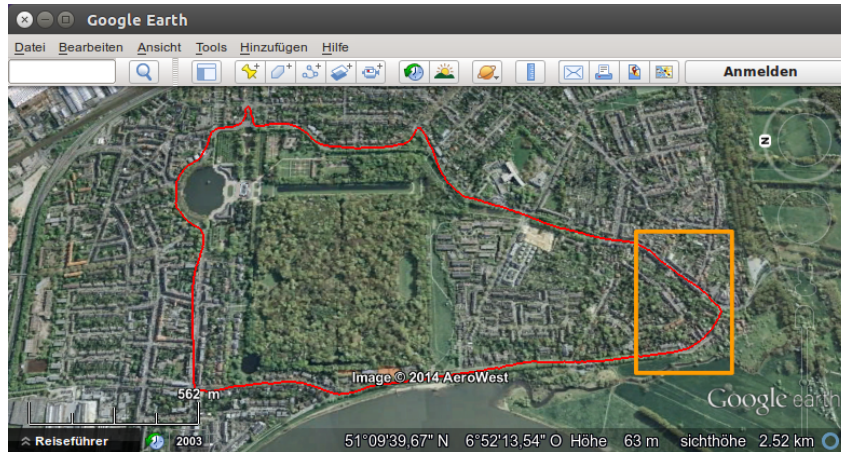 Google Earth
Datei Bearbeiten Ansicht Tools Hinzufügen Hilfe
Anmelden
N
Image © 2014 AeroWest
562 m
Google earth
Reiseführer 2003 51°09'39,67" N 6°52'13,54" O Höhe 63 m sichthöhe 2.52 km